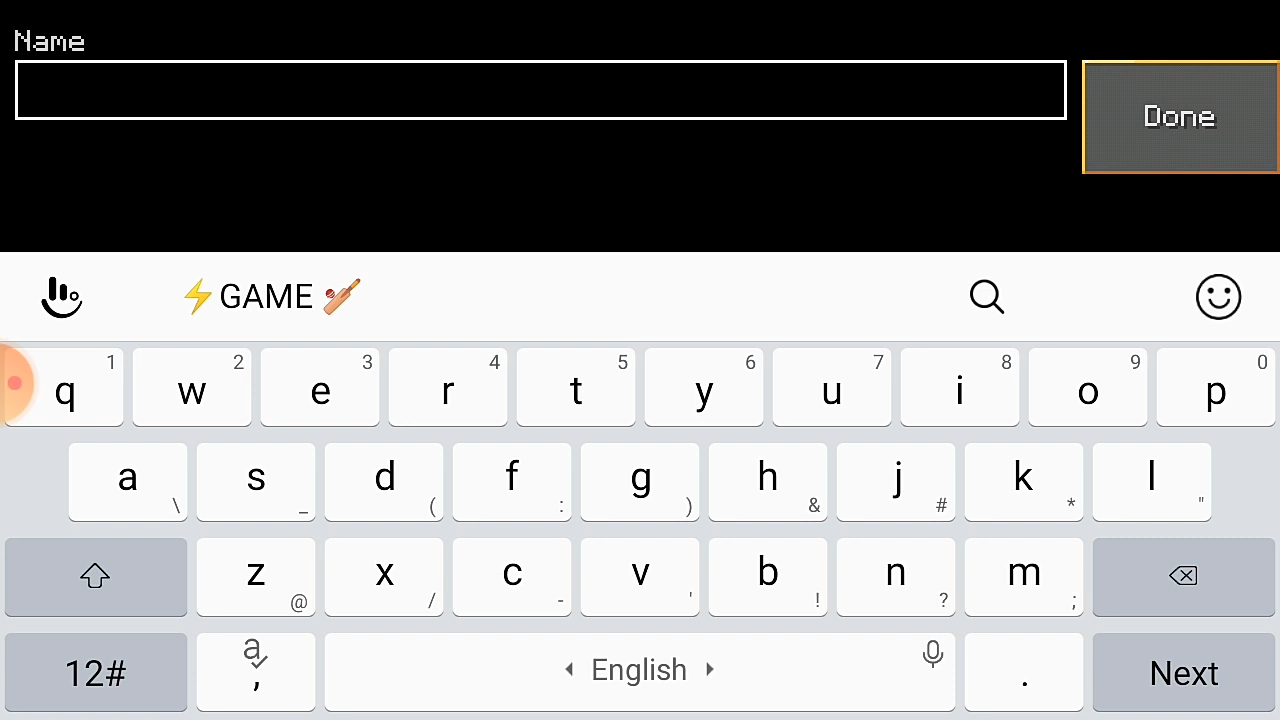 Name
Done
⚡GAME 🏏
1 2 3 4 5 6 7 8 9 0
q w e r t y u i o p
a s d f g h j k l
\ _ ( : ) & # * "
z x c v b n m
@ / - ' ! ? ;
12# a , English . Next